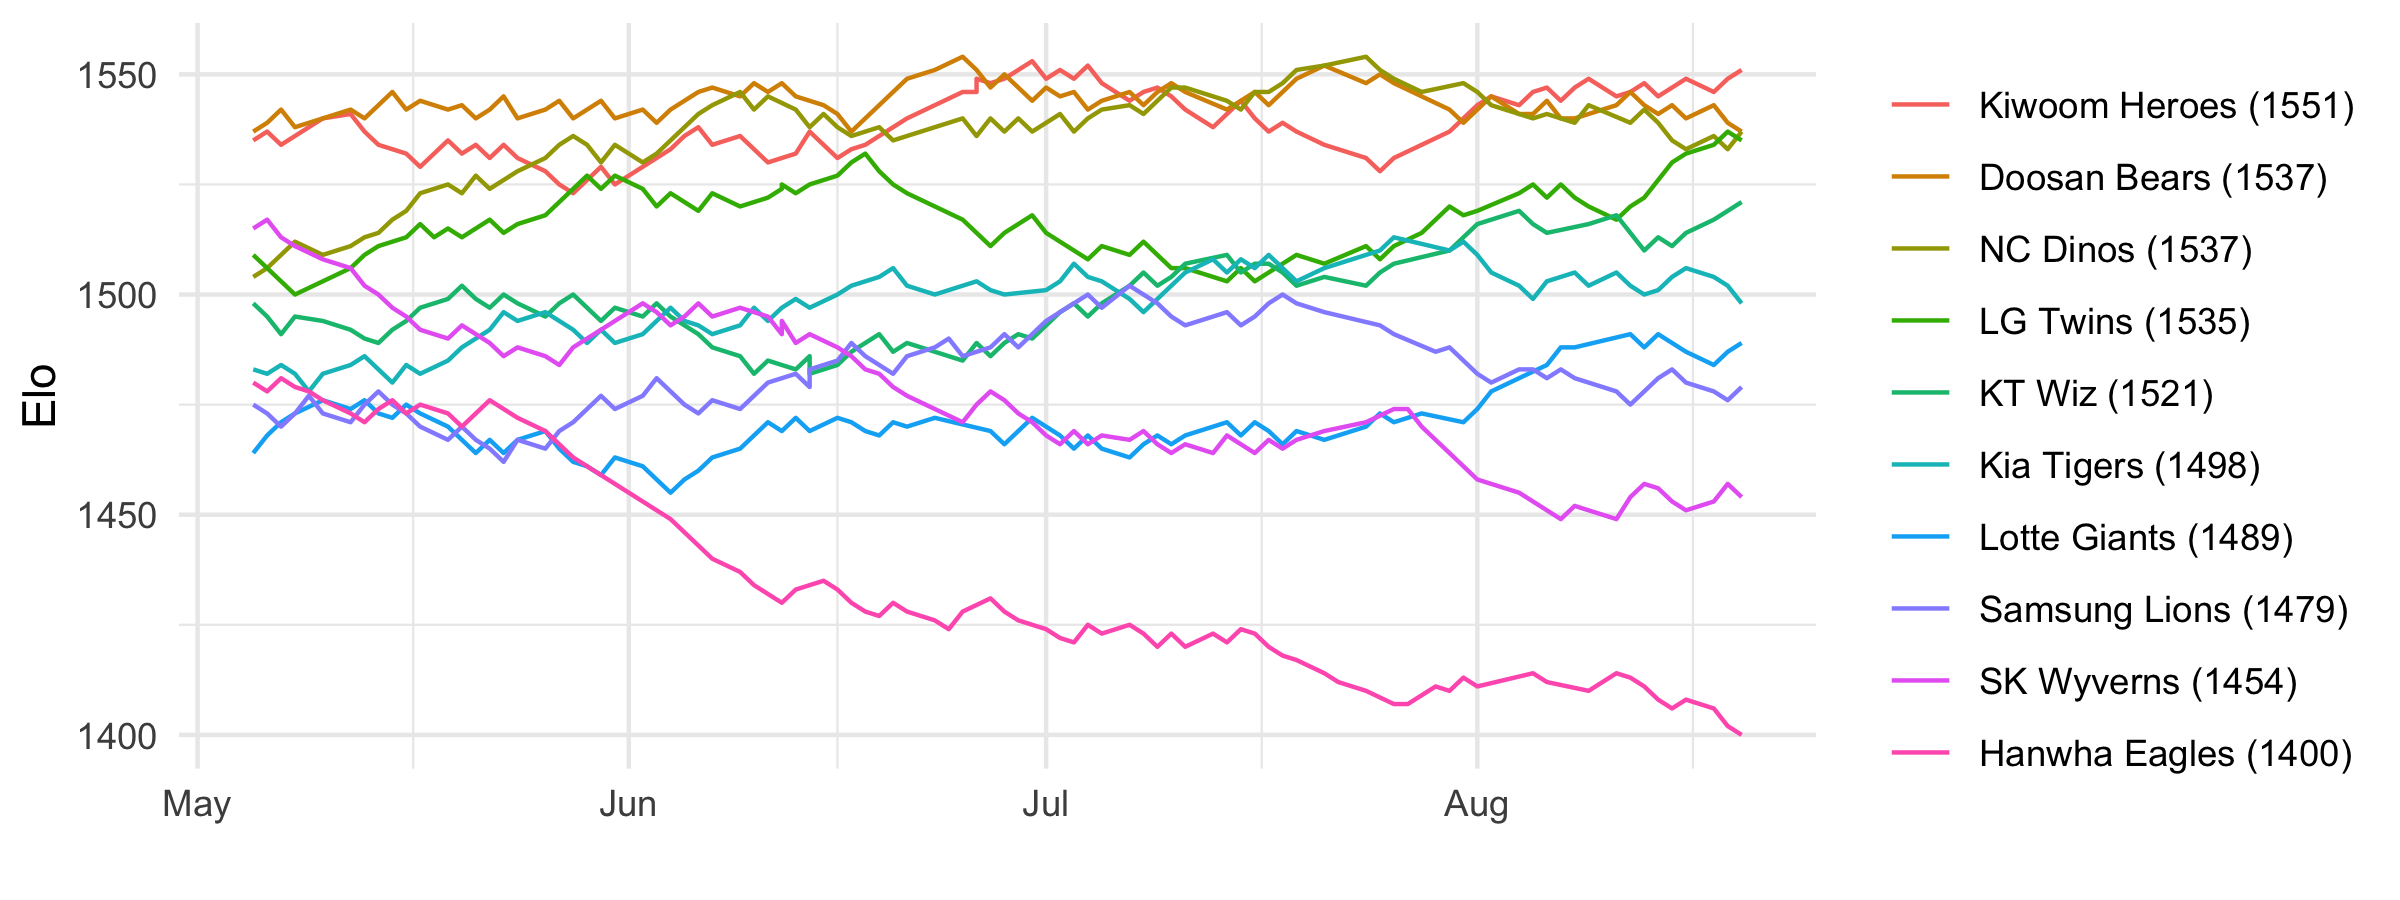 Elo
1550
1500
1450
1400
May
Jun
Jul
Aug
Kiwoom Heroes (1551)
Doosan Bears (1537)
NC Dinos (1537)
LG Twins (1535)
KT Wiz (1521)
Kia Tigers (1498)
Lotte Giants (1489)
Samsung Lions (1479)
SK Wyverns (1454)
Hanwha Eagles (1400)